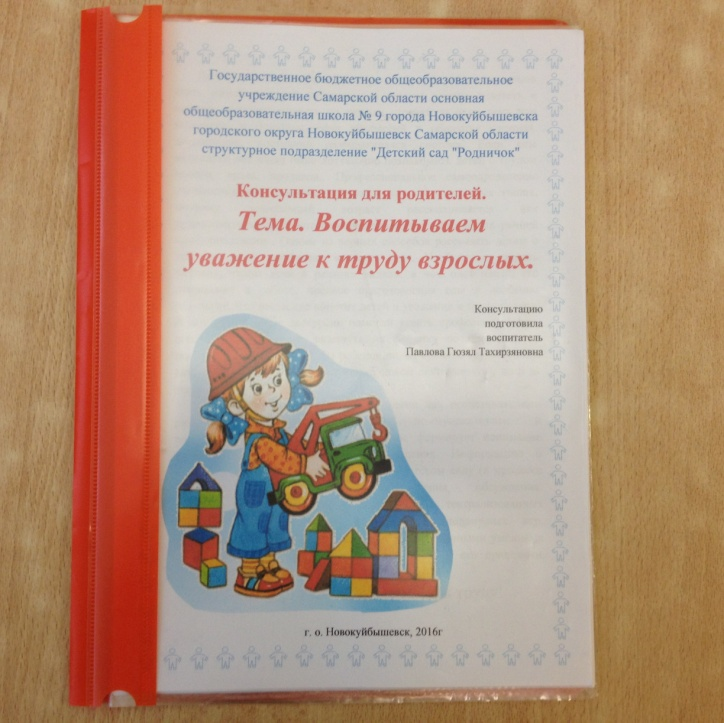 Государственное бюджетное общеобразовательное
учреждение Самарской области основная
общеобразовательная школа № 9 города Новокуйбышевска
городского округа Новокуйбышевск Самарской области
структурное подразделение "Детский сад "Родничок"
Консультация для родителей.
Тема. Воспитываем
уважение к труду взрослых.
Консультацию
подготовила
воспитатель
Павлова Гюзял Тахирзяновна
г. о. Новокуйбышевск, 2016г